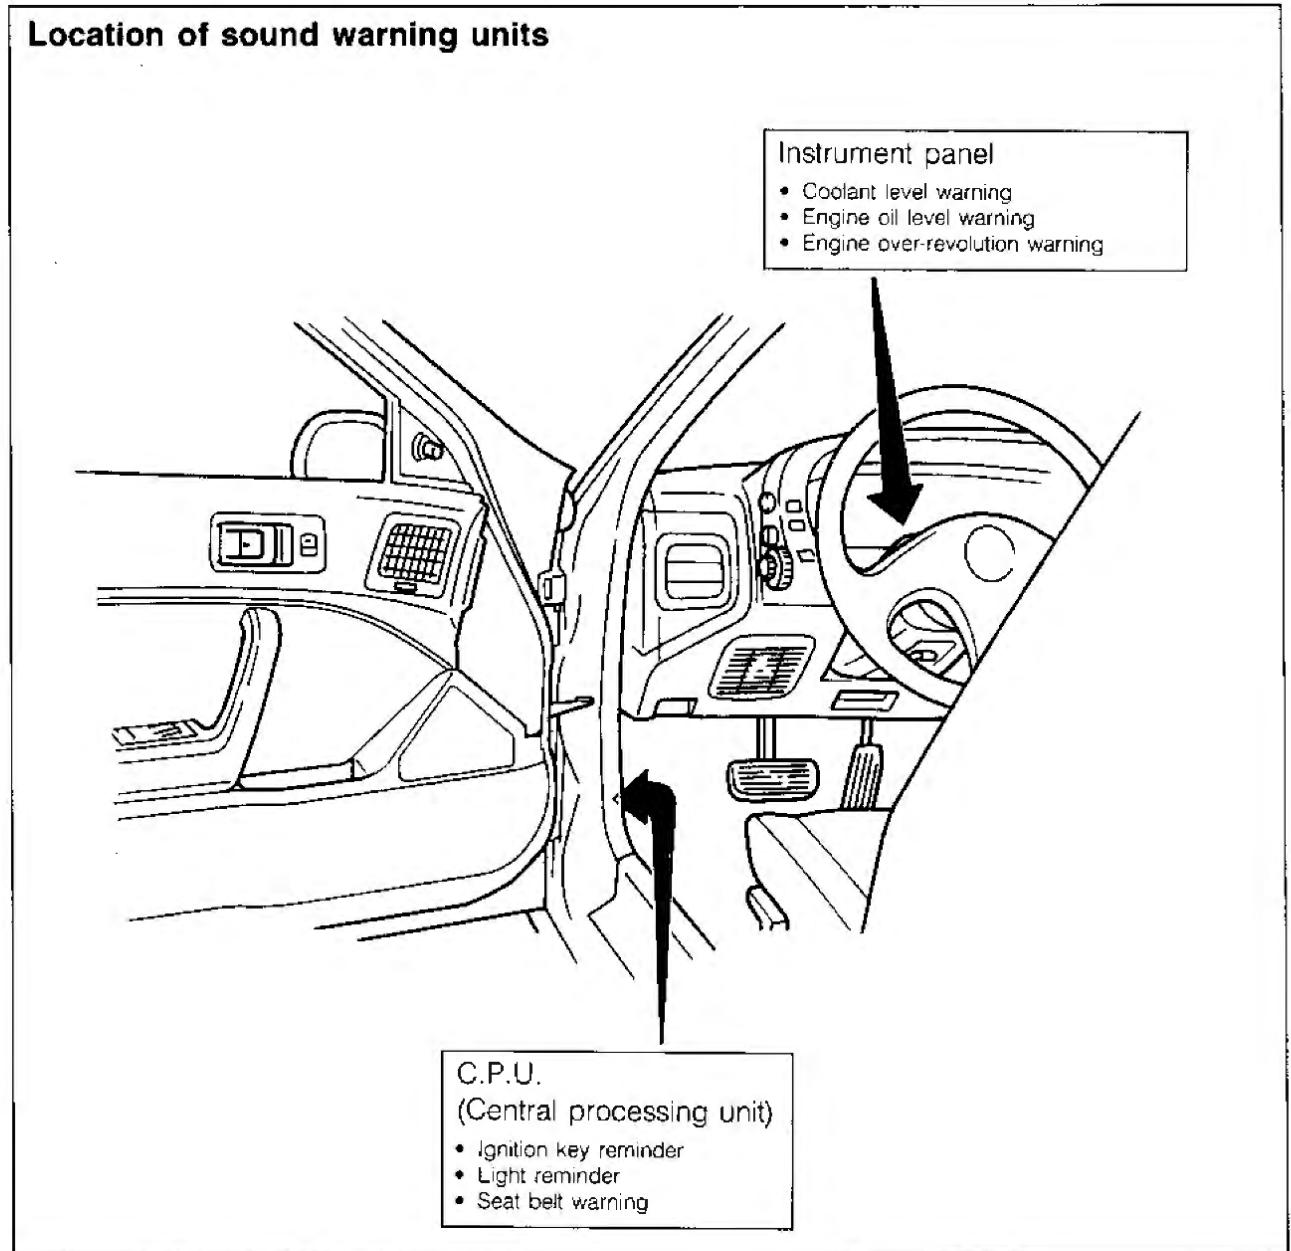 Location of sound warning units
Instrument panel
• Coolant level warning
• Engine oil level warning
• Engine over-revolution warning
C.P.U.
(Central processing unit)
• Ignition key reminder
• Light reminder
• Seat belt warning